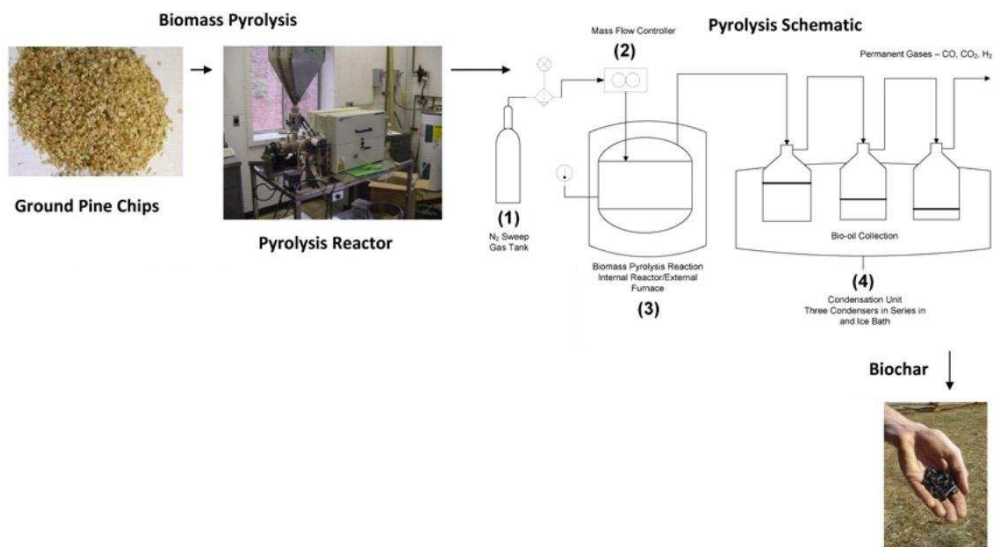 Biomass Pyrolysis
Ground Pine Chips
Pyrolysis Reactor
Pyrolysis Schematic
Mass Flow Controller
(2)
Permanent Gases – CO, CO₂, H₂
(1)
N₂ Sweep
Gas Tank
Biomass Pyrolysis Reaction
Internal Reactor/External
Furnace
(3)
Bio-oil Collection
(4)
Condensation Unit
Three Condensers in Series in
and Ice Bath
Biochar